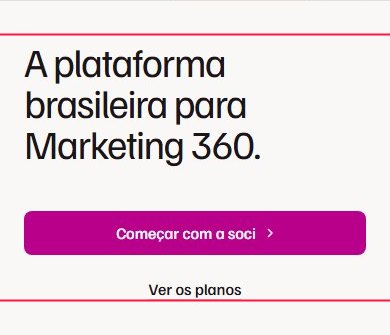 A plataforma
brasileira para
Marketing 360.
Começar com a soci
Ver os planos